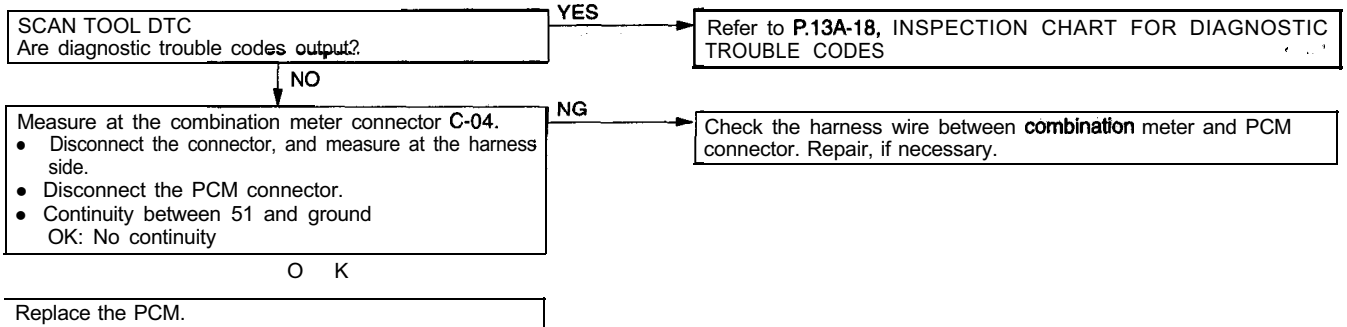 SCAN TOOL DTC
Are diagnostic trouble codes output?
YES
Refer to P.13A-18, INSPECTION CHART FOR DIAGNOSTIC
TROUBLE CODES
NO
Measure at the combination meter connector C-04.
● Disconnect the connector, and measure at the harness
side.
● Disconnect the PCM connector.
● Continuity between 51 and ground
OK: No continuity
NG
Check the harness wire between combination meter and PCM
connector. Repair, if necessary.
O K
Replace the PCM.